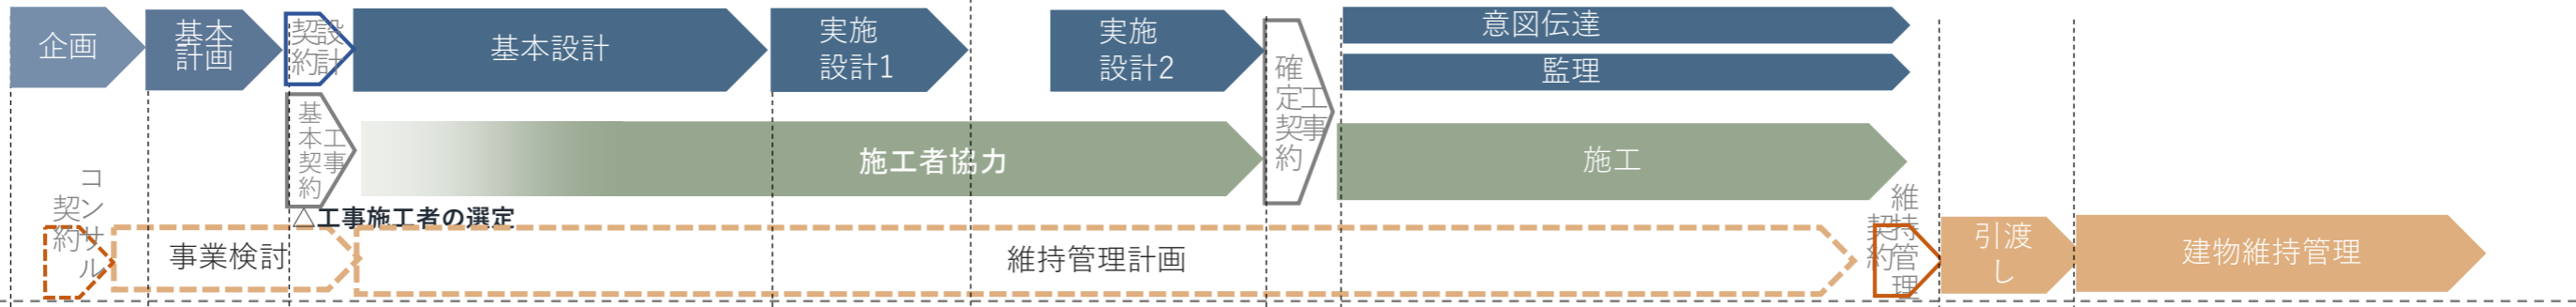 企画
基本
計画
設計
契約
基本設計
実施
設計1
実施
設計2
工事
確定契約
意図伝達
監理
工事
基本契約
施工者協力
施工
△工事施工者の選定
コンサル
契約
事業検討
維持管理計画
維持管理
契約
引渡
し
建物維持管理